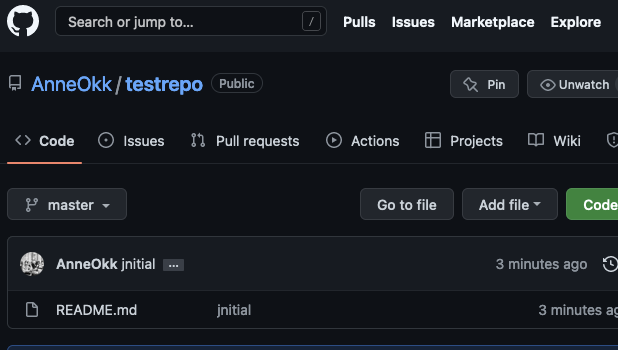 Search or jump to... / Pulls Issues Marketplace Explore
AnneOkk / testrepo Public Pin Unwatch
Code Issues Pull requests Actions Projects Wiki
master Go to file Add file Code
AnneOkk jnitial ... 3 minutes ago
README.md jnitial 3 minutes ag